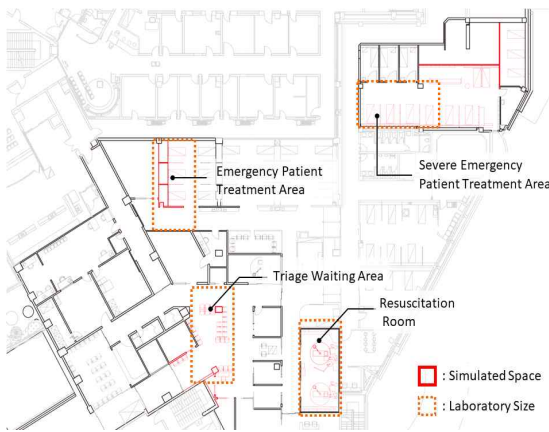 Emergency Patient
Treatment Area
Severe Emergency
Patient Treatment Area
Triage Waiting Area
Resuscitation
Room
: Simulated Space
: Laboratory Size